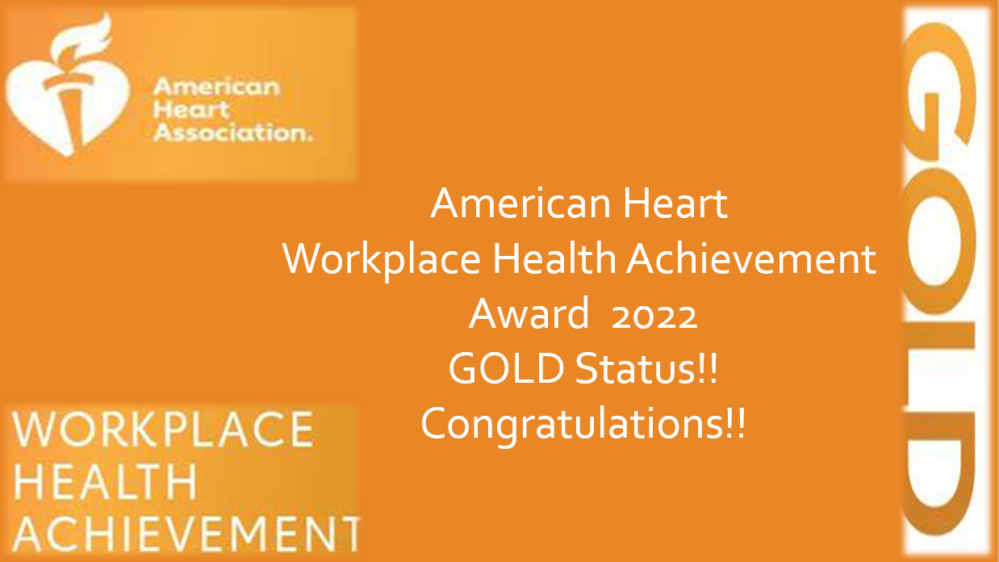 American
Heart
Association.
GOLD
American Heart
Workplace Health Achievement
Award 2022
GOLD Status!!
Congratulations!!
WORKPLACE
HEALTH
ACHIEVEMENT